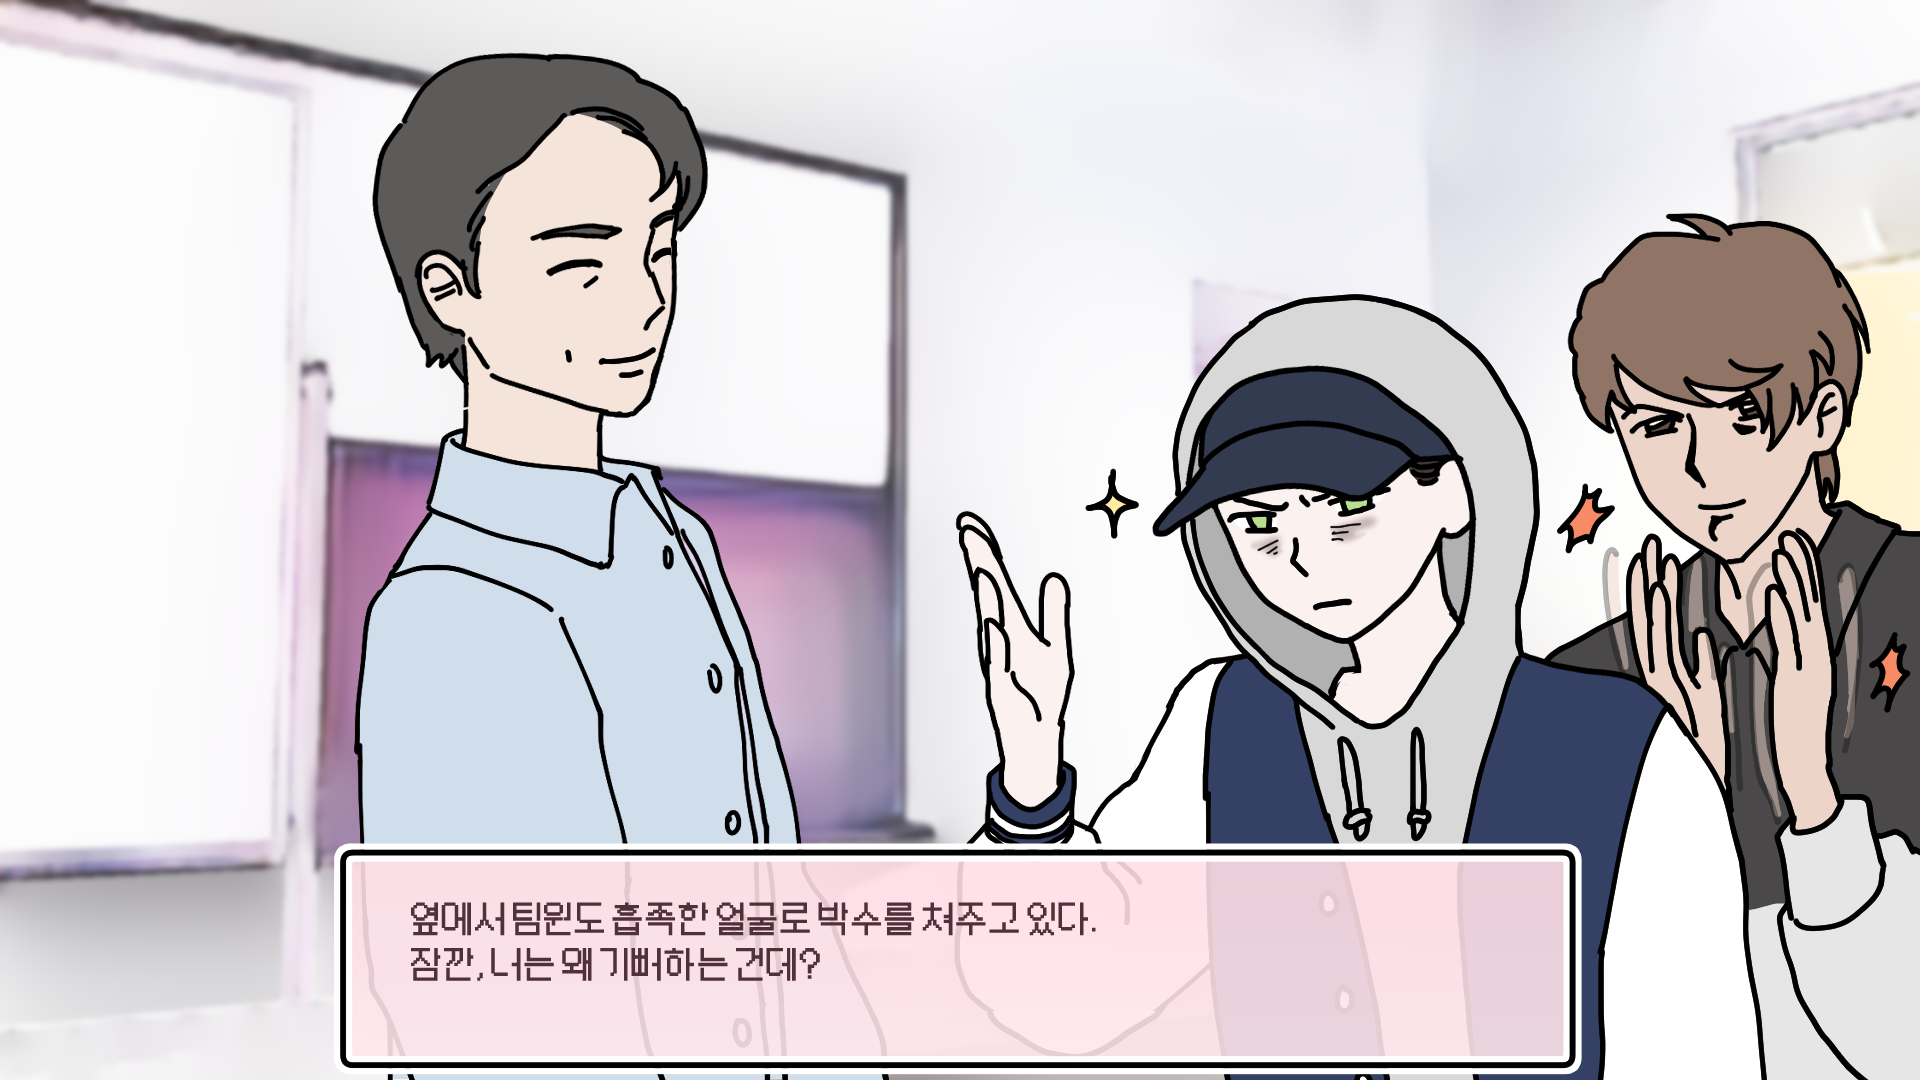 옆에서 팀원도 흡족한 얼굴로 박수를 쳐주고 있다.
잠깐, 너는 왜 기뻐하는 건데?